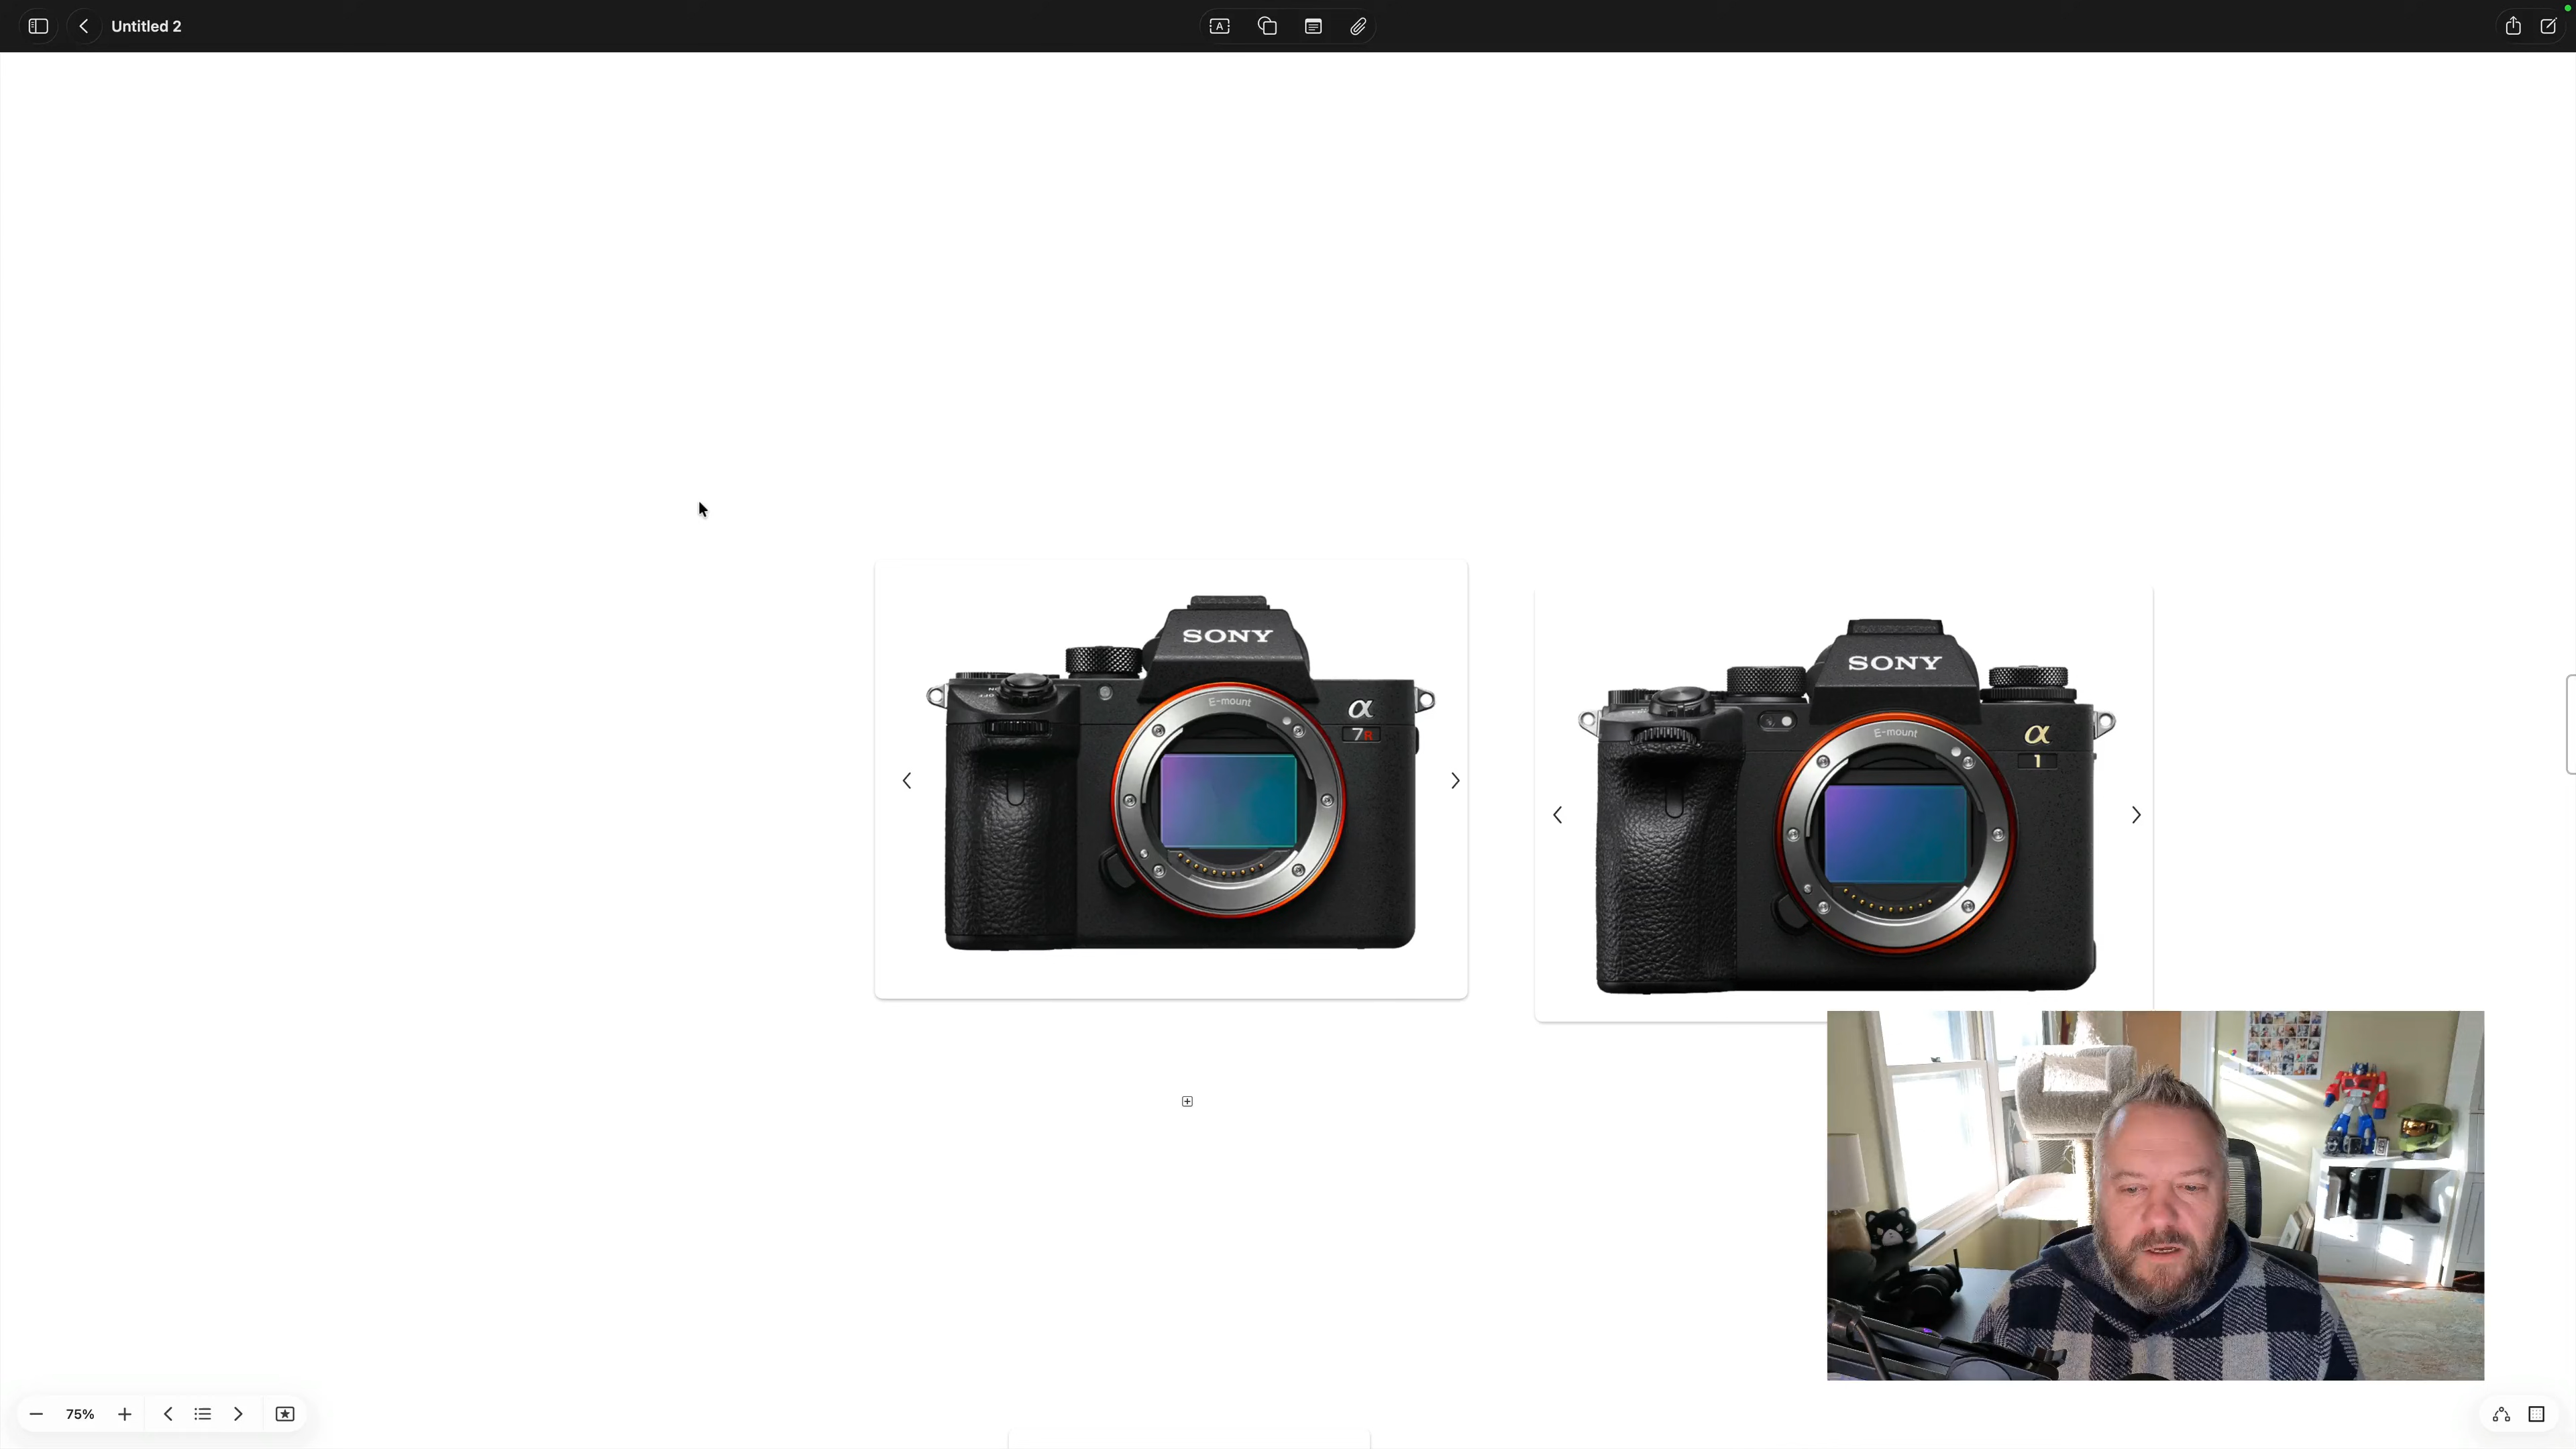 Untitled 2
A
SONY
E-mount
α
7R
SONY
E-mount
α
1
75%